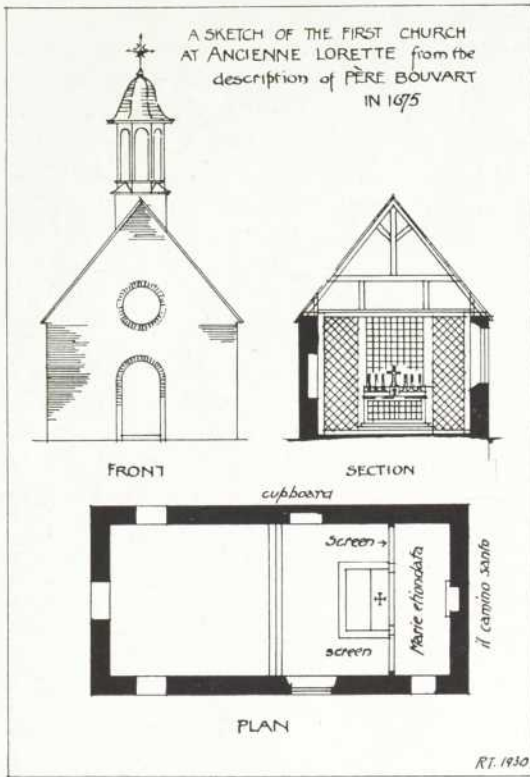 A SKETCH OF THE FIRST CHURCH
AT ANCIENNE LORETTE from the
description of PÈRE BOUVART
IN 1675
FRONT
SECTION
cupboard
screen →
Marie etiondata
il camino santo
screen
PLAN
R.T. 1930